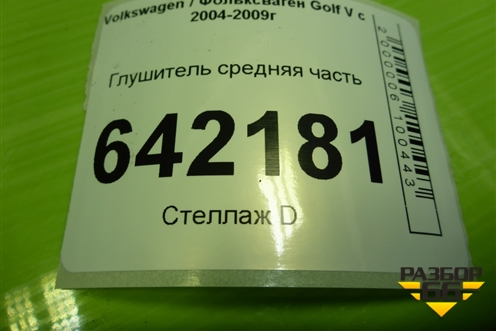 Volkswagen / Фольксваген Golf V с
2004-2009г
Глушитель средняя часть
642181
Стеллаж D
2000006100443
РАЗБОР
66